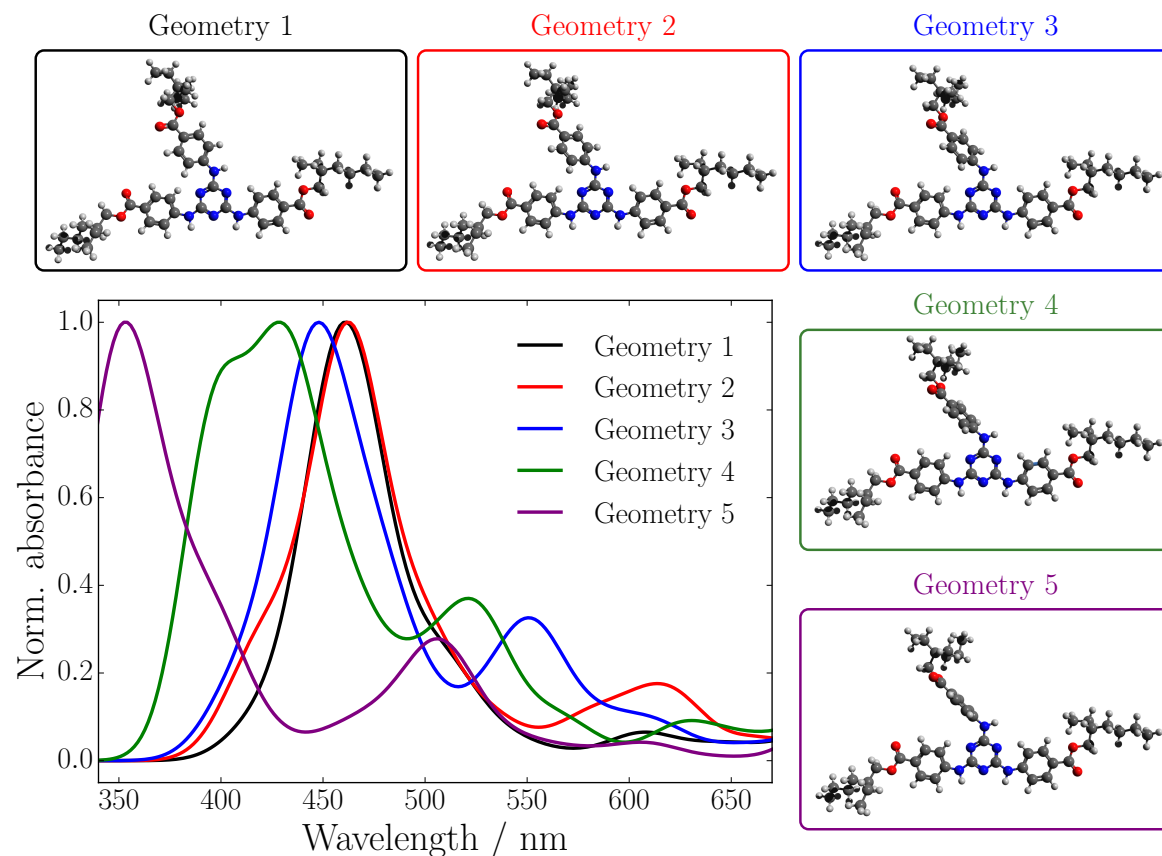 Geometry 1
Geometry 2
Geometry 3
Geometry 4
Geometry 5
Norm. absorbance
1.0
0.8
0.6
0.4
0.2
0.0
Geometry 1
Geometry 2
Geometry 3
Geometry 4
Geometry 5
350 400 450 500 550 600 650
Wavelength / nm